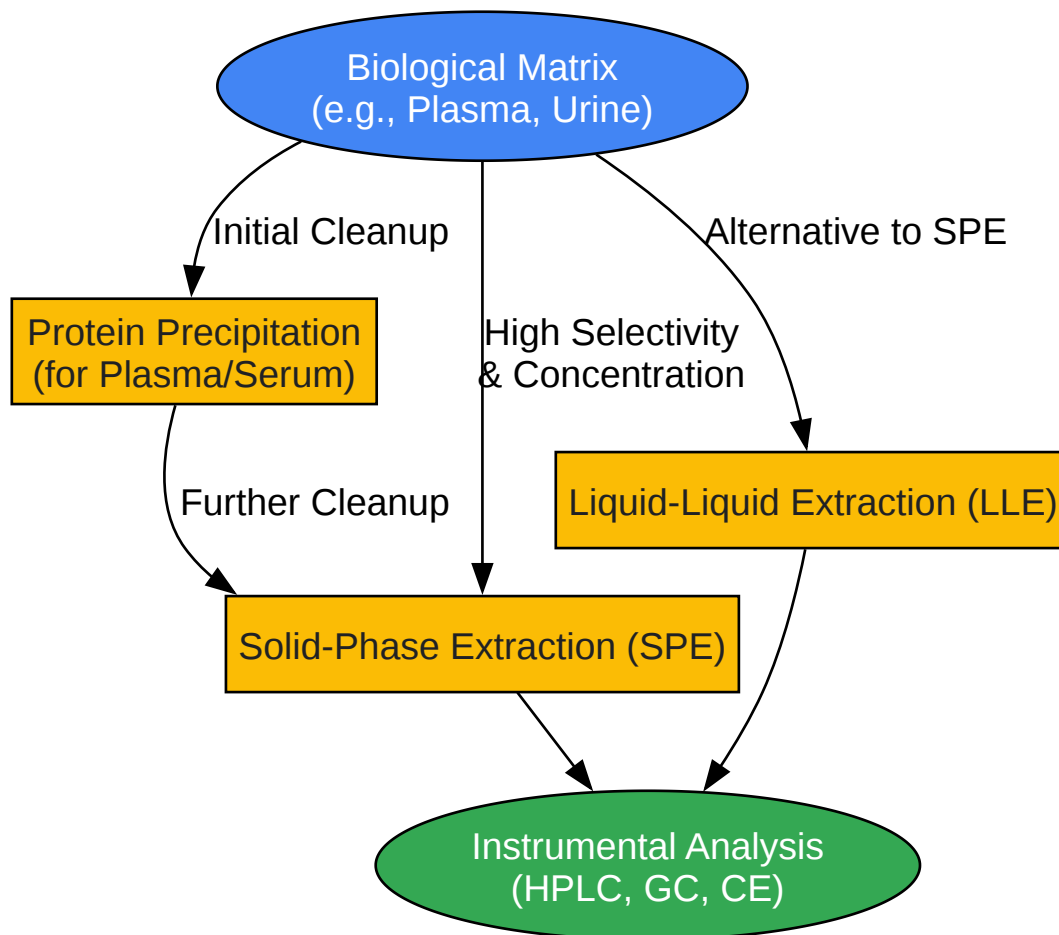 Biological Matrix
(e.g., Plasma, Urine)
Initial Cleanup
Alternative to SPE
Protein Precipitation
(for Plasma/Serum)
High Selectivity
& Concentration
Further Cleanup
Liquid-Liquid Extraction (LLE)
Solid-Phase Extraction (SPE)
Instrumental Analysis
(HPLC, GC, CE)